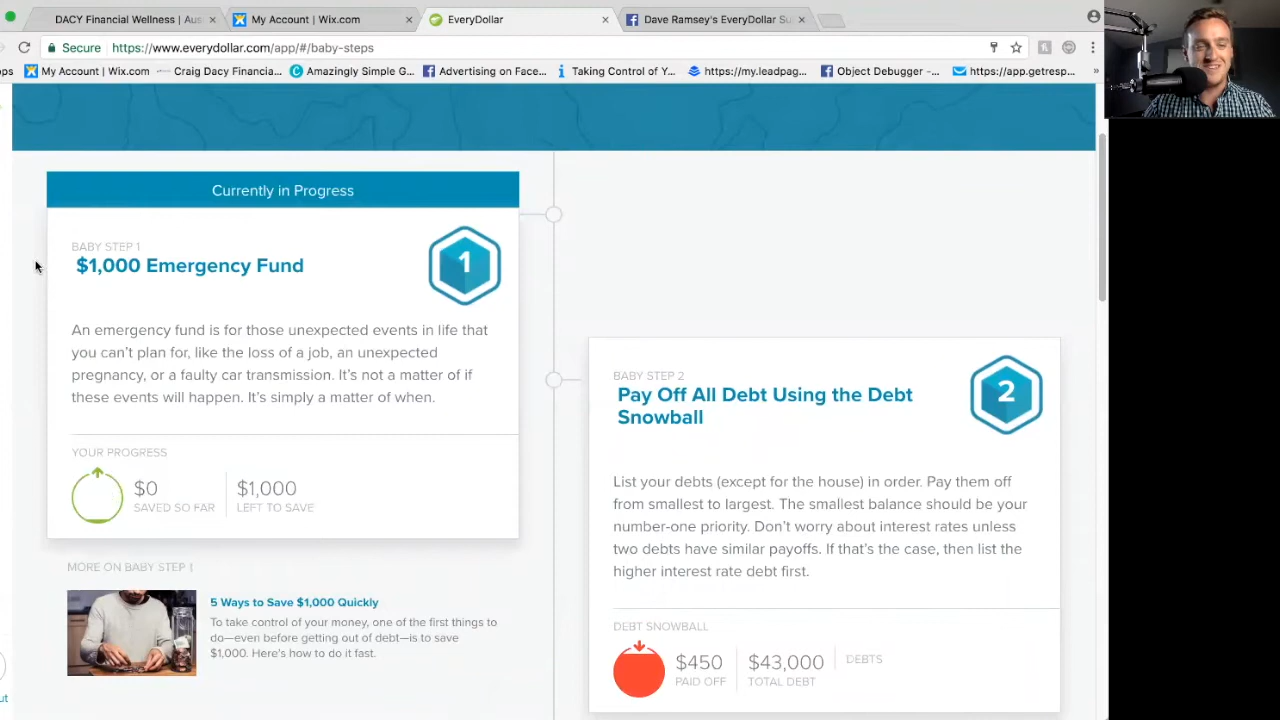 DACY Financial Wellness | Aus
My Account | Wix.com
EveryDollar
Dave Ramsey's EveryDollar Su
Secure
https://www.everydollar.com/app/#/baby-steps
My Account | Wix.com
Craig Dacy Financia...
Amazingly Simple G...
Advertising on Face...
Taking Control of Y...
https://my.leadpag...
Object Debugger -...
https://app.getresp...
Currently in Progress
BABY STEP 1
$1,000 Emergency Fund
1
An emergency fund is for those unexpected events in life that
you can't plan for, like the loss of a job, an unexpected
pregnancy, or a faulty car transmission. It's not a matter of if
these events will happen. It's simply a matter of when.
YOUR PROGRESS
$0
SAVED SO FAR
$1,000
LEFT TO SAVE
MORE ON BABY STEP 1
5 Ways to Save $1,000 Quickly
To take control of your money, one of the first things to
do—even before getting out of debt—is to save
$1,000. Here's how to do it fast.
BABY STEP 2
Pay Off All Debt Using the Debt
Snowball
2
List your debts (except for the house) in order. Pay them off
from smallest to largest. The smallest balance should be your
number-one priority. Don't worry about interest rates unless
two debts have similar payoffs. If that's the case, then list the
higher interest rate debt first.
DEBT SNOWBALL
$450
PAID OFF
$43,000
TOTAL DEBT
DEBTS